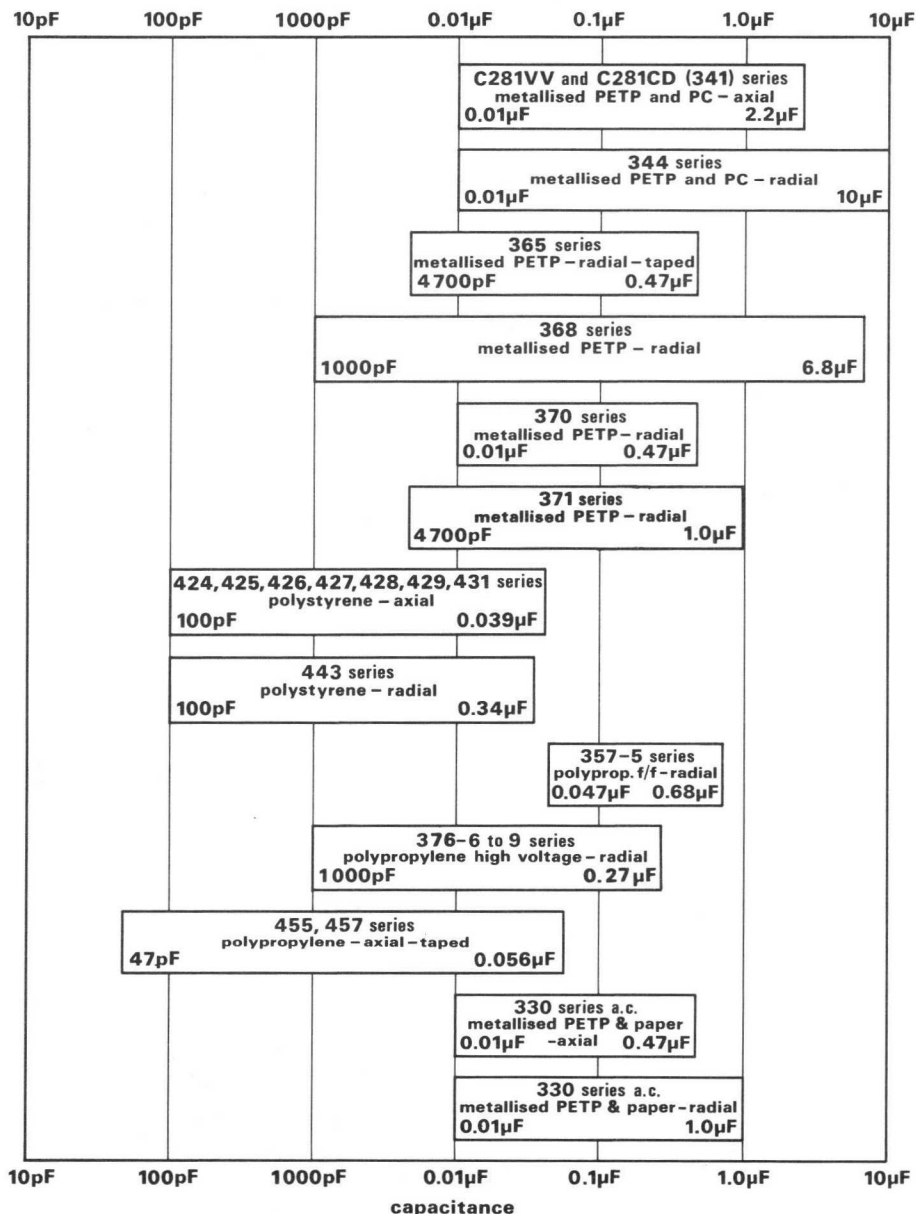 10pF 100pF 1000pF 0.01µF 0.1µF 1.0µF 10µF
C281VV and C281CD (341) series
metallised PETP and PC – axial
0.01µF 2.2µF
344 series
metallised PETP and PC – radial
0.01µF 10µF
365 series
metallised PETP – radial – taped
4700pF 0.47µF
368 series
metallised PETP – radial
1000pF 6.8µF
370 series
metallised PETP – radial
0.01µF 0.47µF
371 series
metallised PETP – radial
4700pF 1.0µF
424, 425, 426, 427, 428, 429, 431 series
polystyrene – axial
100pF 0.039µF
443 series
polystyrene – radial
100pF 0.34µF
357-5 series
polyprop. f/f – radial
0.047µF 0.68µF
376-6 to 9 series
polypropylene high voltage – radial
1000pF 0.27µF
455, 457 series
polypropylene – axial – taped
47pF 0.056µF
330 series a.c.
metallised PETP & paper
0.01µF -axial 0.47µF
330 series a.c.
metallised PETP & paper – radial
0.01µF 1.0µF
10pF 100pF 1000pF 0.01µF 0.1µF 1.0µF 10µF
capacitance